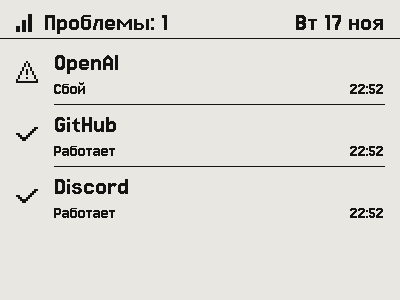 Проблемы: 1 Вт 17 ноя
OpenAI
Сбой 22:52
GitHub
Работает 22:52
Discord
Работает 22:52